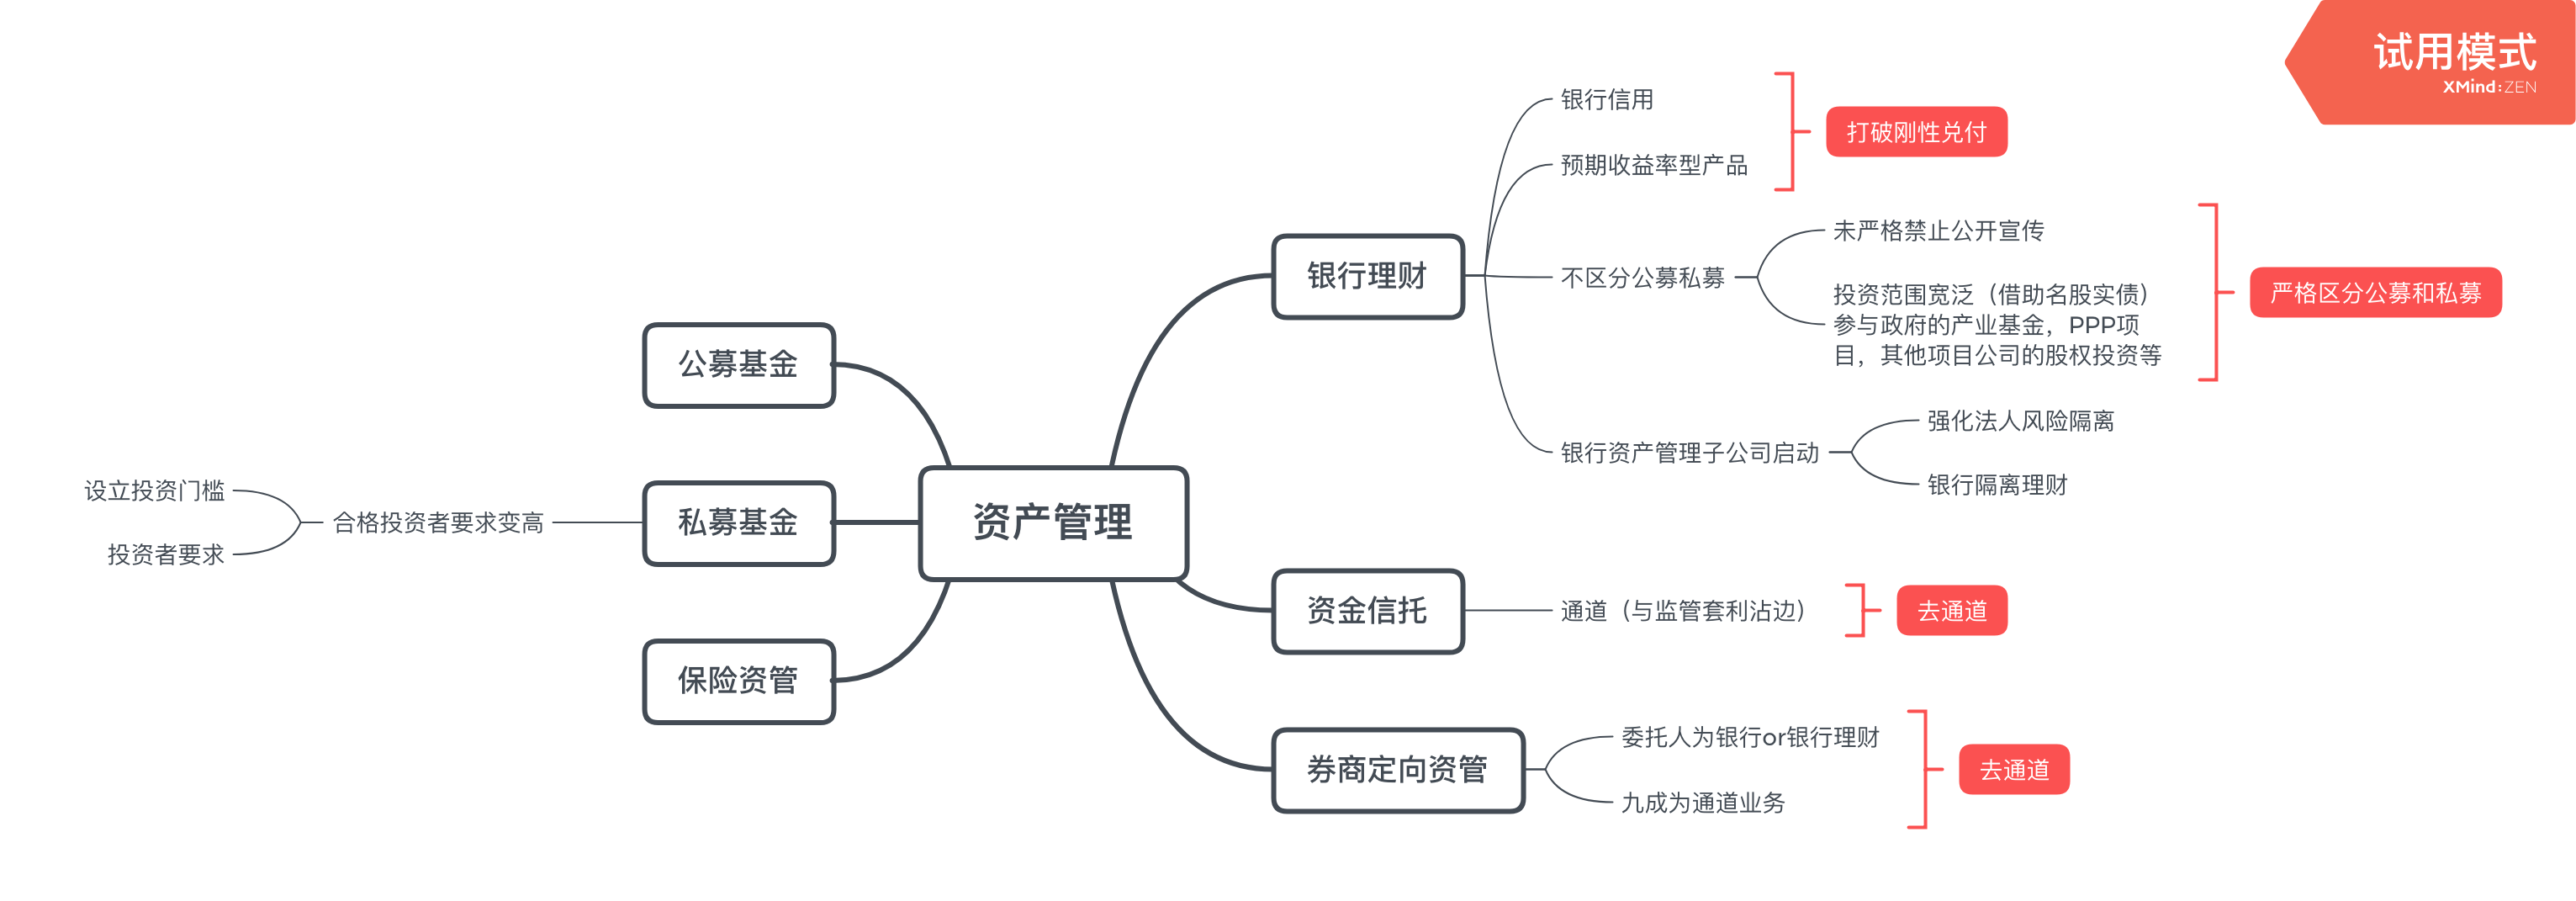 试用模式
XMind:ZEN
资产管理
银行理财
银行信用
预期收益率型产品
打破刚性兑付
不区分公募私募
未严格禁止公开宣传
投资范围宽泛（借助名股实债）
参与政府的产业基金，PPP项
目，其他项目公司的股权投资等
严格区分公募和私募
银行资产管理子公司启动
强化法人风险隔离
银行隔离理财
资金信托
通道（与监管套利沾边）
去通道
券商定向资管
委托人为银行or银行理财
九成为通道业务
去通道
公募基金
私募基金
合格投资者要求变高
设立投资门槛
投资者要求
保险资管